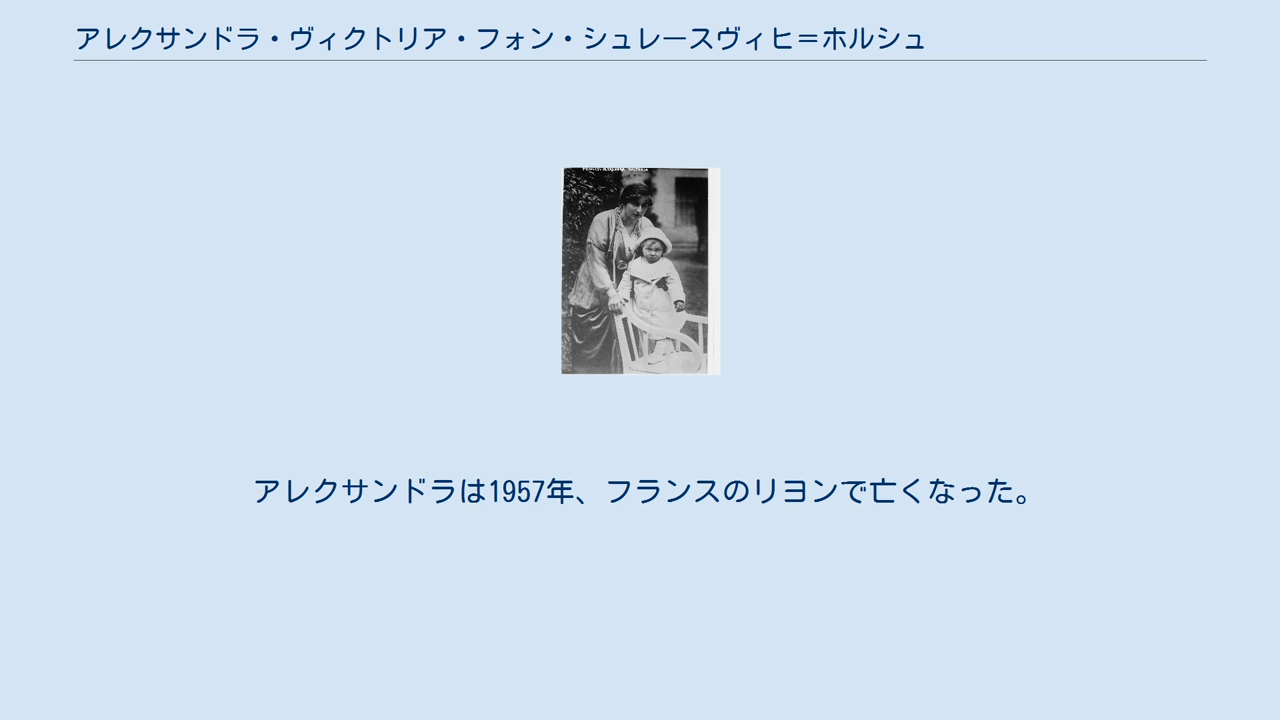 アレクサンドラ・ヴィクトリア・フォン・シュレースヴィヒ＝ホルシュ
アレクサンドラは1957年、フランスのリヨンで亡くなった。